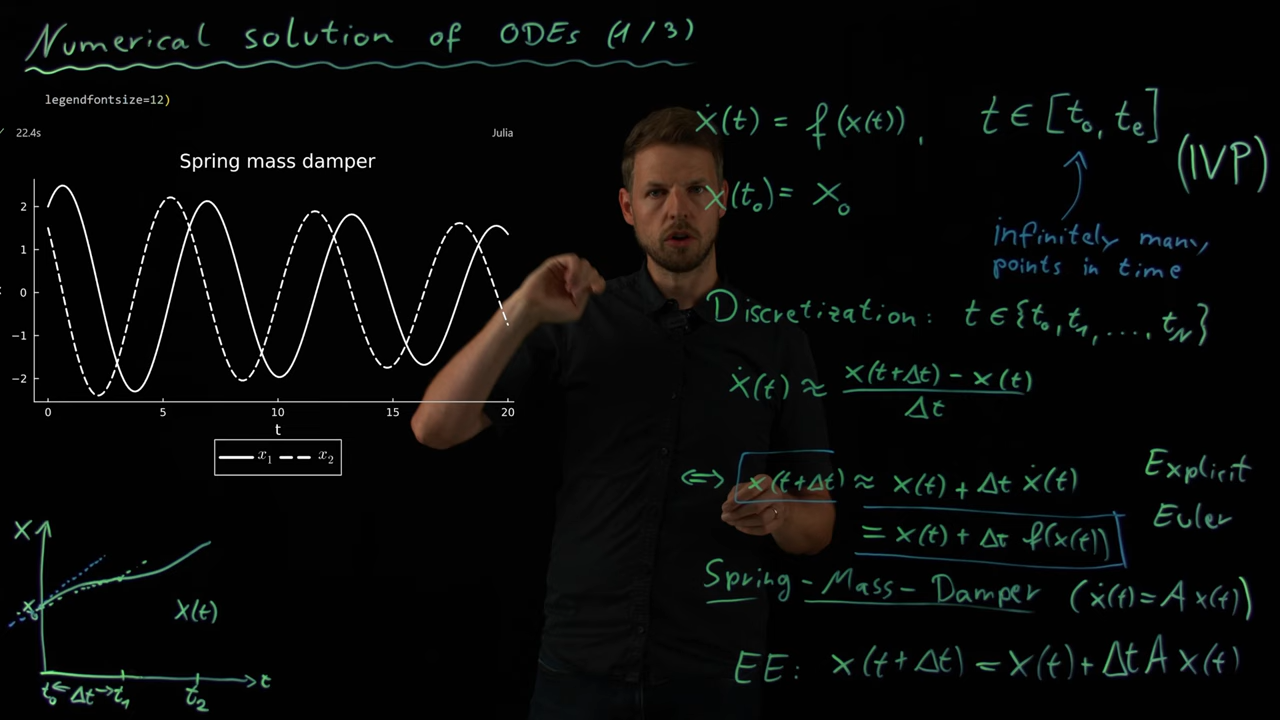 Numerical solution of ODEs (1/3)
legendfontsize=12)
22.4s
Julia
Spring mass damper
2
1
0
−1
−2
0 5 10 15 20
t
x₁ x₂
ẋ(t) = f(x(t)), t ∈ [t₀, tₑ]
(IVP)
x(t₀) = x₀
infinitely many
points in time
Discretization: t ∈ {t₀, t₁, ..., t_N}
ẋ(t) ≈ (x(t+Δt) − x(t)) / Δt
⇔ x(t+Δt) ≈ x(t) + Δt ẋ(t)
= x(t) + Δt f(x(t))
Explicit
Euler
Spring-Mass-Damper (ẋ(t) = A x(t))
EE: x(t+Δt) = x(t) + Δt A x(t)
x
x₀
x(t)
t₀ Δt t₁ t₂ t